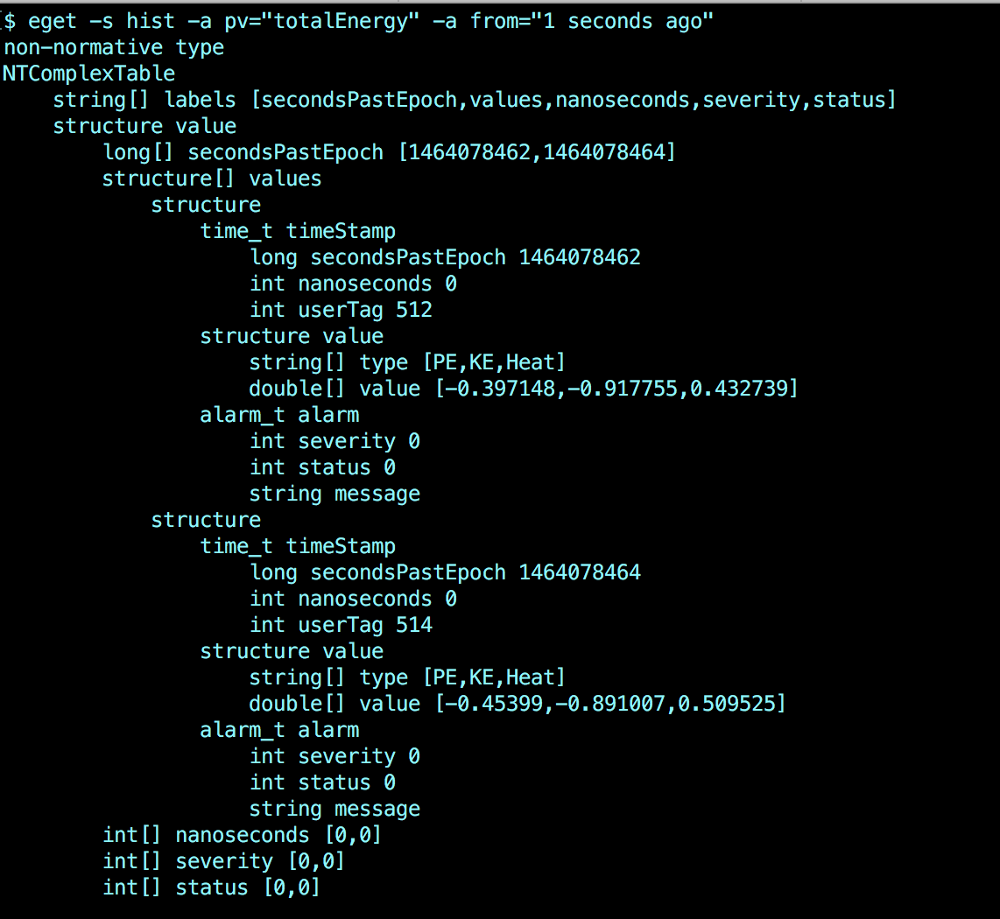 $ eget -s hist -a pv="totalEnergy" -a from="1 seconds ago"
non-normative type
NTComplexTable
    string[] labels [secondsPastEpoch,values,nanoseconds,severity,status]
    structure value
        long[] secondsPastEpoch [1464078462,1464078464]
        structure[] values
            structure
                time_t timeStamp
                    long secondsPastEpoch 1464078462
                    int nanoseconds 0
                    int userTag 512
                structure value
                    string[] type [PE,KE,Heat]
                    double[] value [-0.397148,-0.917755,0.432739]
                alarm_t alarm
                    int severity 0
                    int status 0
                    string message
            structure
                time_t timeStamp
                    long secondsPastEpoch 1464078464
                    int nanoseconds 0
                    int userTag 514
                structure value
                    string[] type [PE,KE,Heat]
                    double[] value [-0.45399,-0.891007,0.509525]
                alarm_t alarm
                    int severity 0
                    int status 0
                    string message
        int[] nanoseconds [0,0]
        int[] severity [0,0]
        int[] status [0,0]